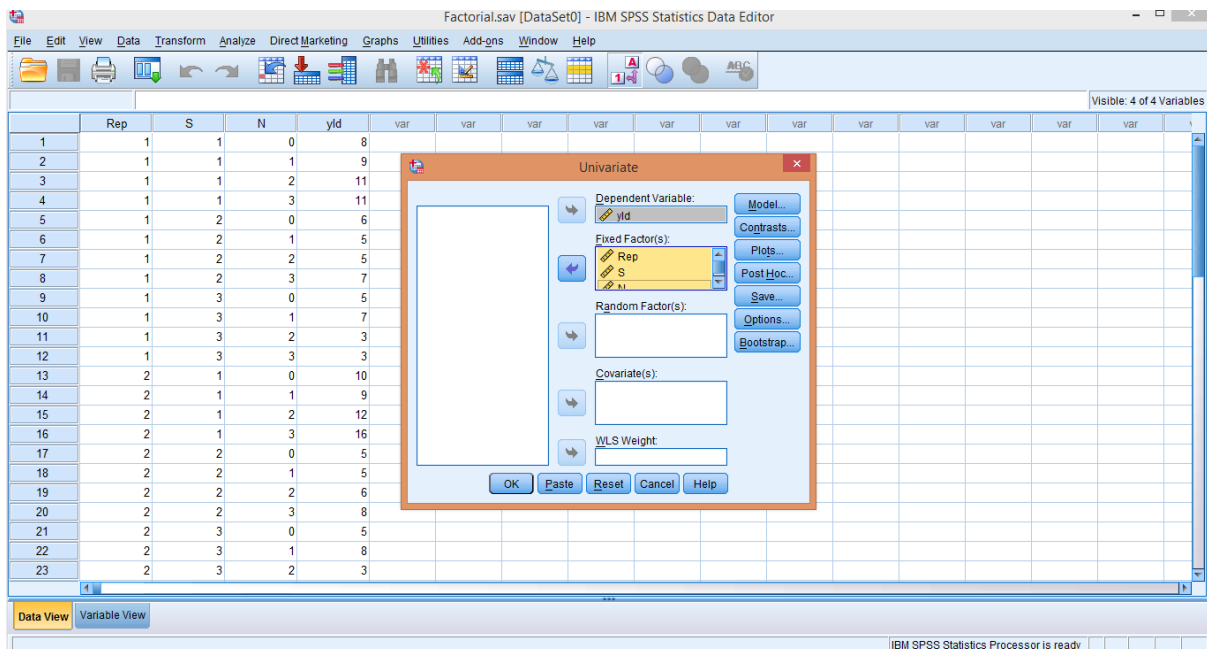 Factorial.sav [DataSet0] - IBM SPSS Statistics Data Editor
File Edit View Data Transform Analyze Direct Marketing Graphs Utilities Add-ons Window Help
Visible: 4 of 4 Variables
Rep S N yld var var var var var var var var var var var var
1 1 1 0 8
2 1 1 1 9
3 1 1 2 11
4 1 1 3 11
5 1 2 0 6
6 1 2 1 5
7 1 2 2 5
8 1 2 3 7
9 1 3 0 5
10 1 3 1 7
11 1 3 2 3
12 1 3 3 3
13 2 1 0 10
14 2 1 1 9
15 2 1 2 12
16 2 1 3 16
17 2 2 0 5
18 2 2 1 5
19 2 2 2 6
20 2 2 3 8
21 2 3 0 5
22 2 3 1 8
23 2 3 2 3
Univariate
Dependent Variable:
yld
Fixed Factor(s):
Rep
S
N
Random Factor(s):
Covariate(s):
WLS Weight:
Model...
Contrasts...
Plots...
Post Hoc...
Save...
Options...
Bootstrap...
OK Paste Reset Cancel Help
Data View Variable View
IBM SPSS Statistics Processor is ready